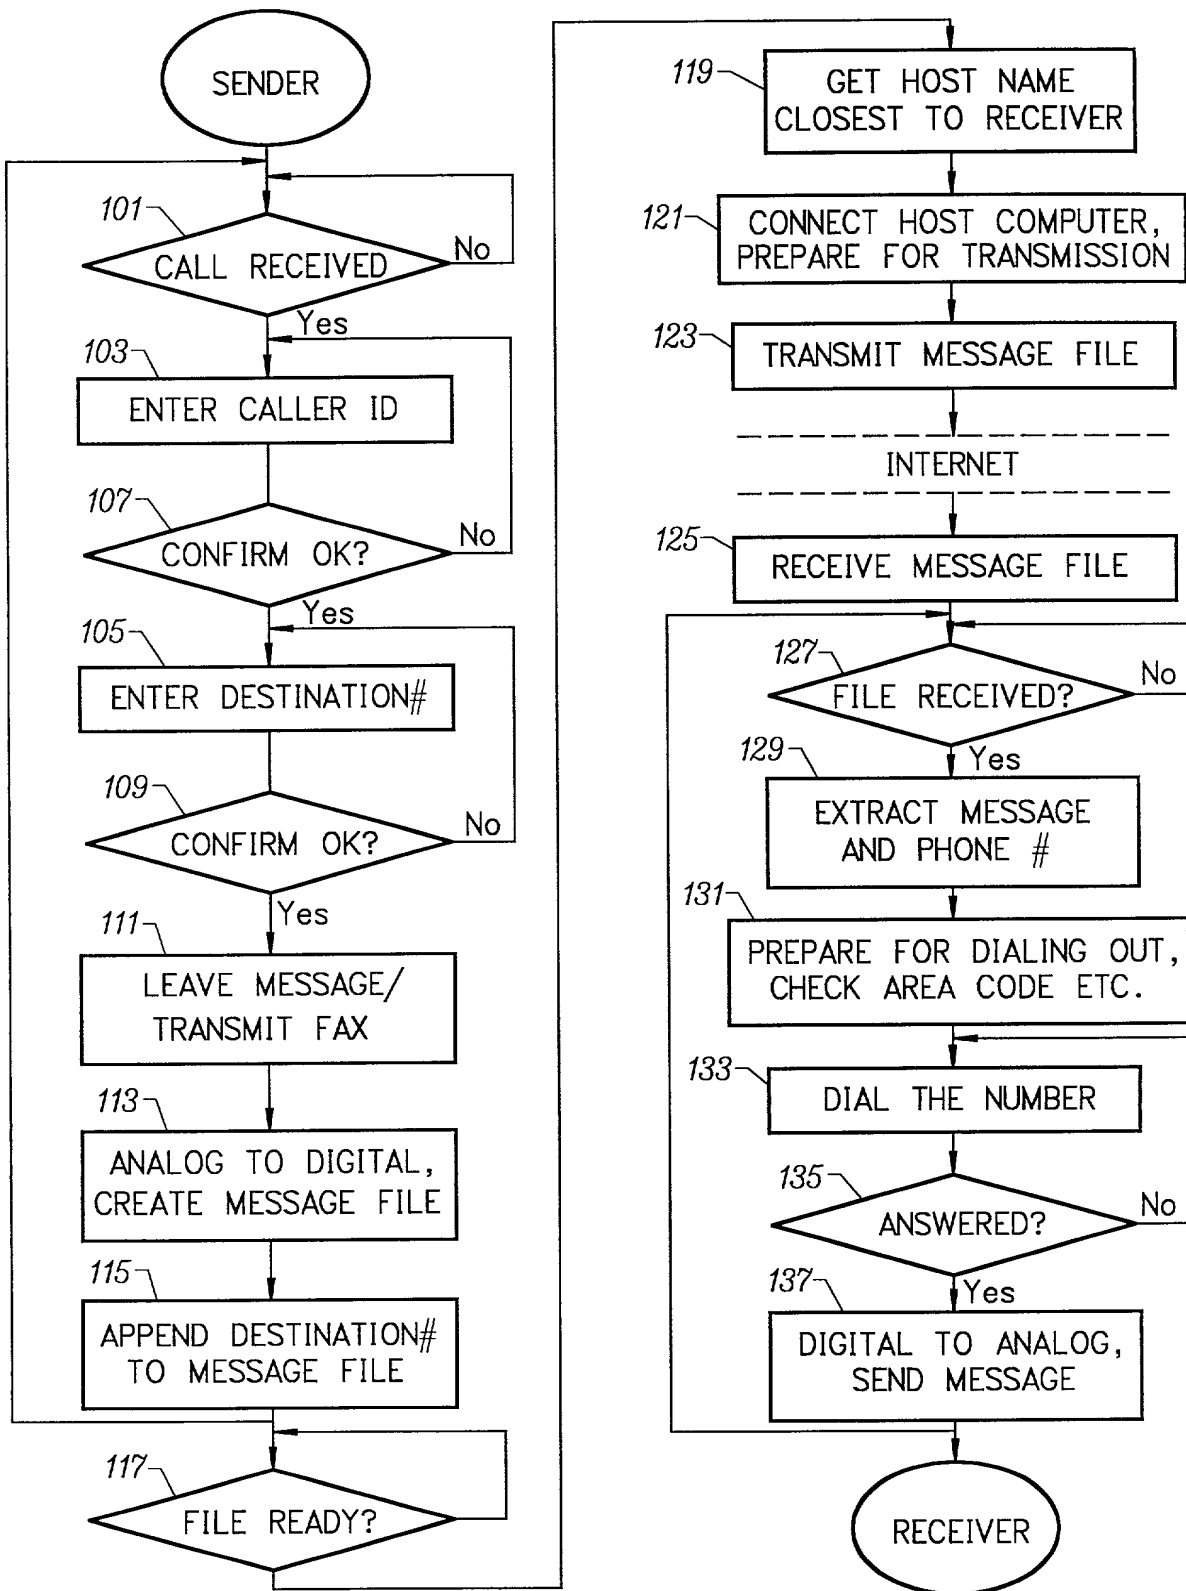 SENDER
101
CALL RECEIVED
No
Yes
103
ENTER CALLER ID
107
CONFIRM OK?
No
Yes
105
ENTER DESTINATION#
109
CONFIRM OK?
No
Yes
111
LEAVE MESSAGE/
TRANSMIT FAX
113
ANALOG TO DIGITAL,
CREATE MESSAGE FILE
115
APPEND DESTINATION#
TO MESSAGE FILE
117
FILE READY?
119
GET HOST NAME
CLOSEST TO RECEIVER
121
CONNECT HOST COMPUTER,
PREPARE FOR TRANSMISSION
123
TRANSMIT MESSAGE FILE
INTERNET
125
RECEIVE MESSAGE FILE
127
FILE RECEIVED?
No
Yes
129
EXTRACT MESSAGE
AND PHONE #
131
PREPARE FOR DIALING OUT,
CHECK AREA CODE ETC.
133
DIAL THE NUMBER
135
ANSWERED?
No
Yes
137
DIGITAL TO ANALOG,
SEND MESSAGE
RECEIVER